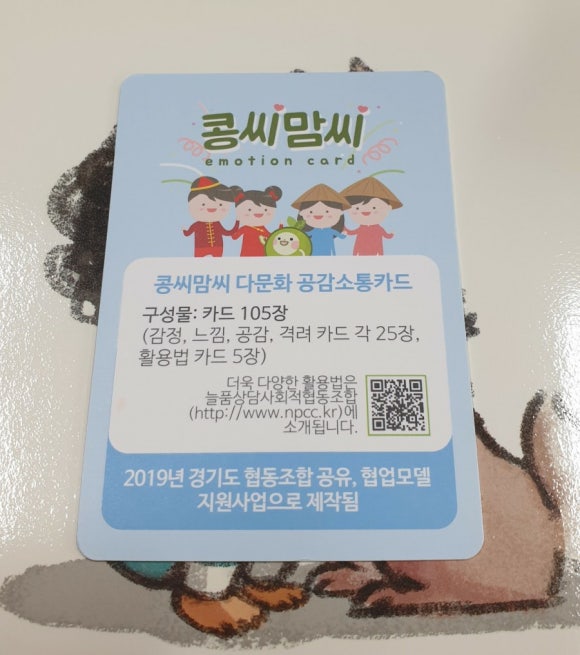 콩씨맘씨
emotion card
콩씨맘씨 다문화 공감소통카드
구성물: 카드 105장
(감정, 느낌, 공감, 격려 카드 각 25장,
활용법 카드 5장)
더욱 다양한 활용법은
늘품상담사회적협동조합
(http://www.npcc.kr)에
소개됩니다.
2019년 경기도 협동조합 공유, 협업모델
지원사업으로 제작됨